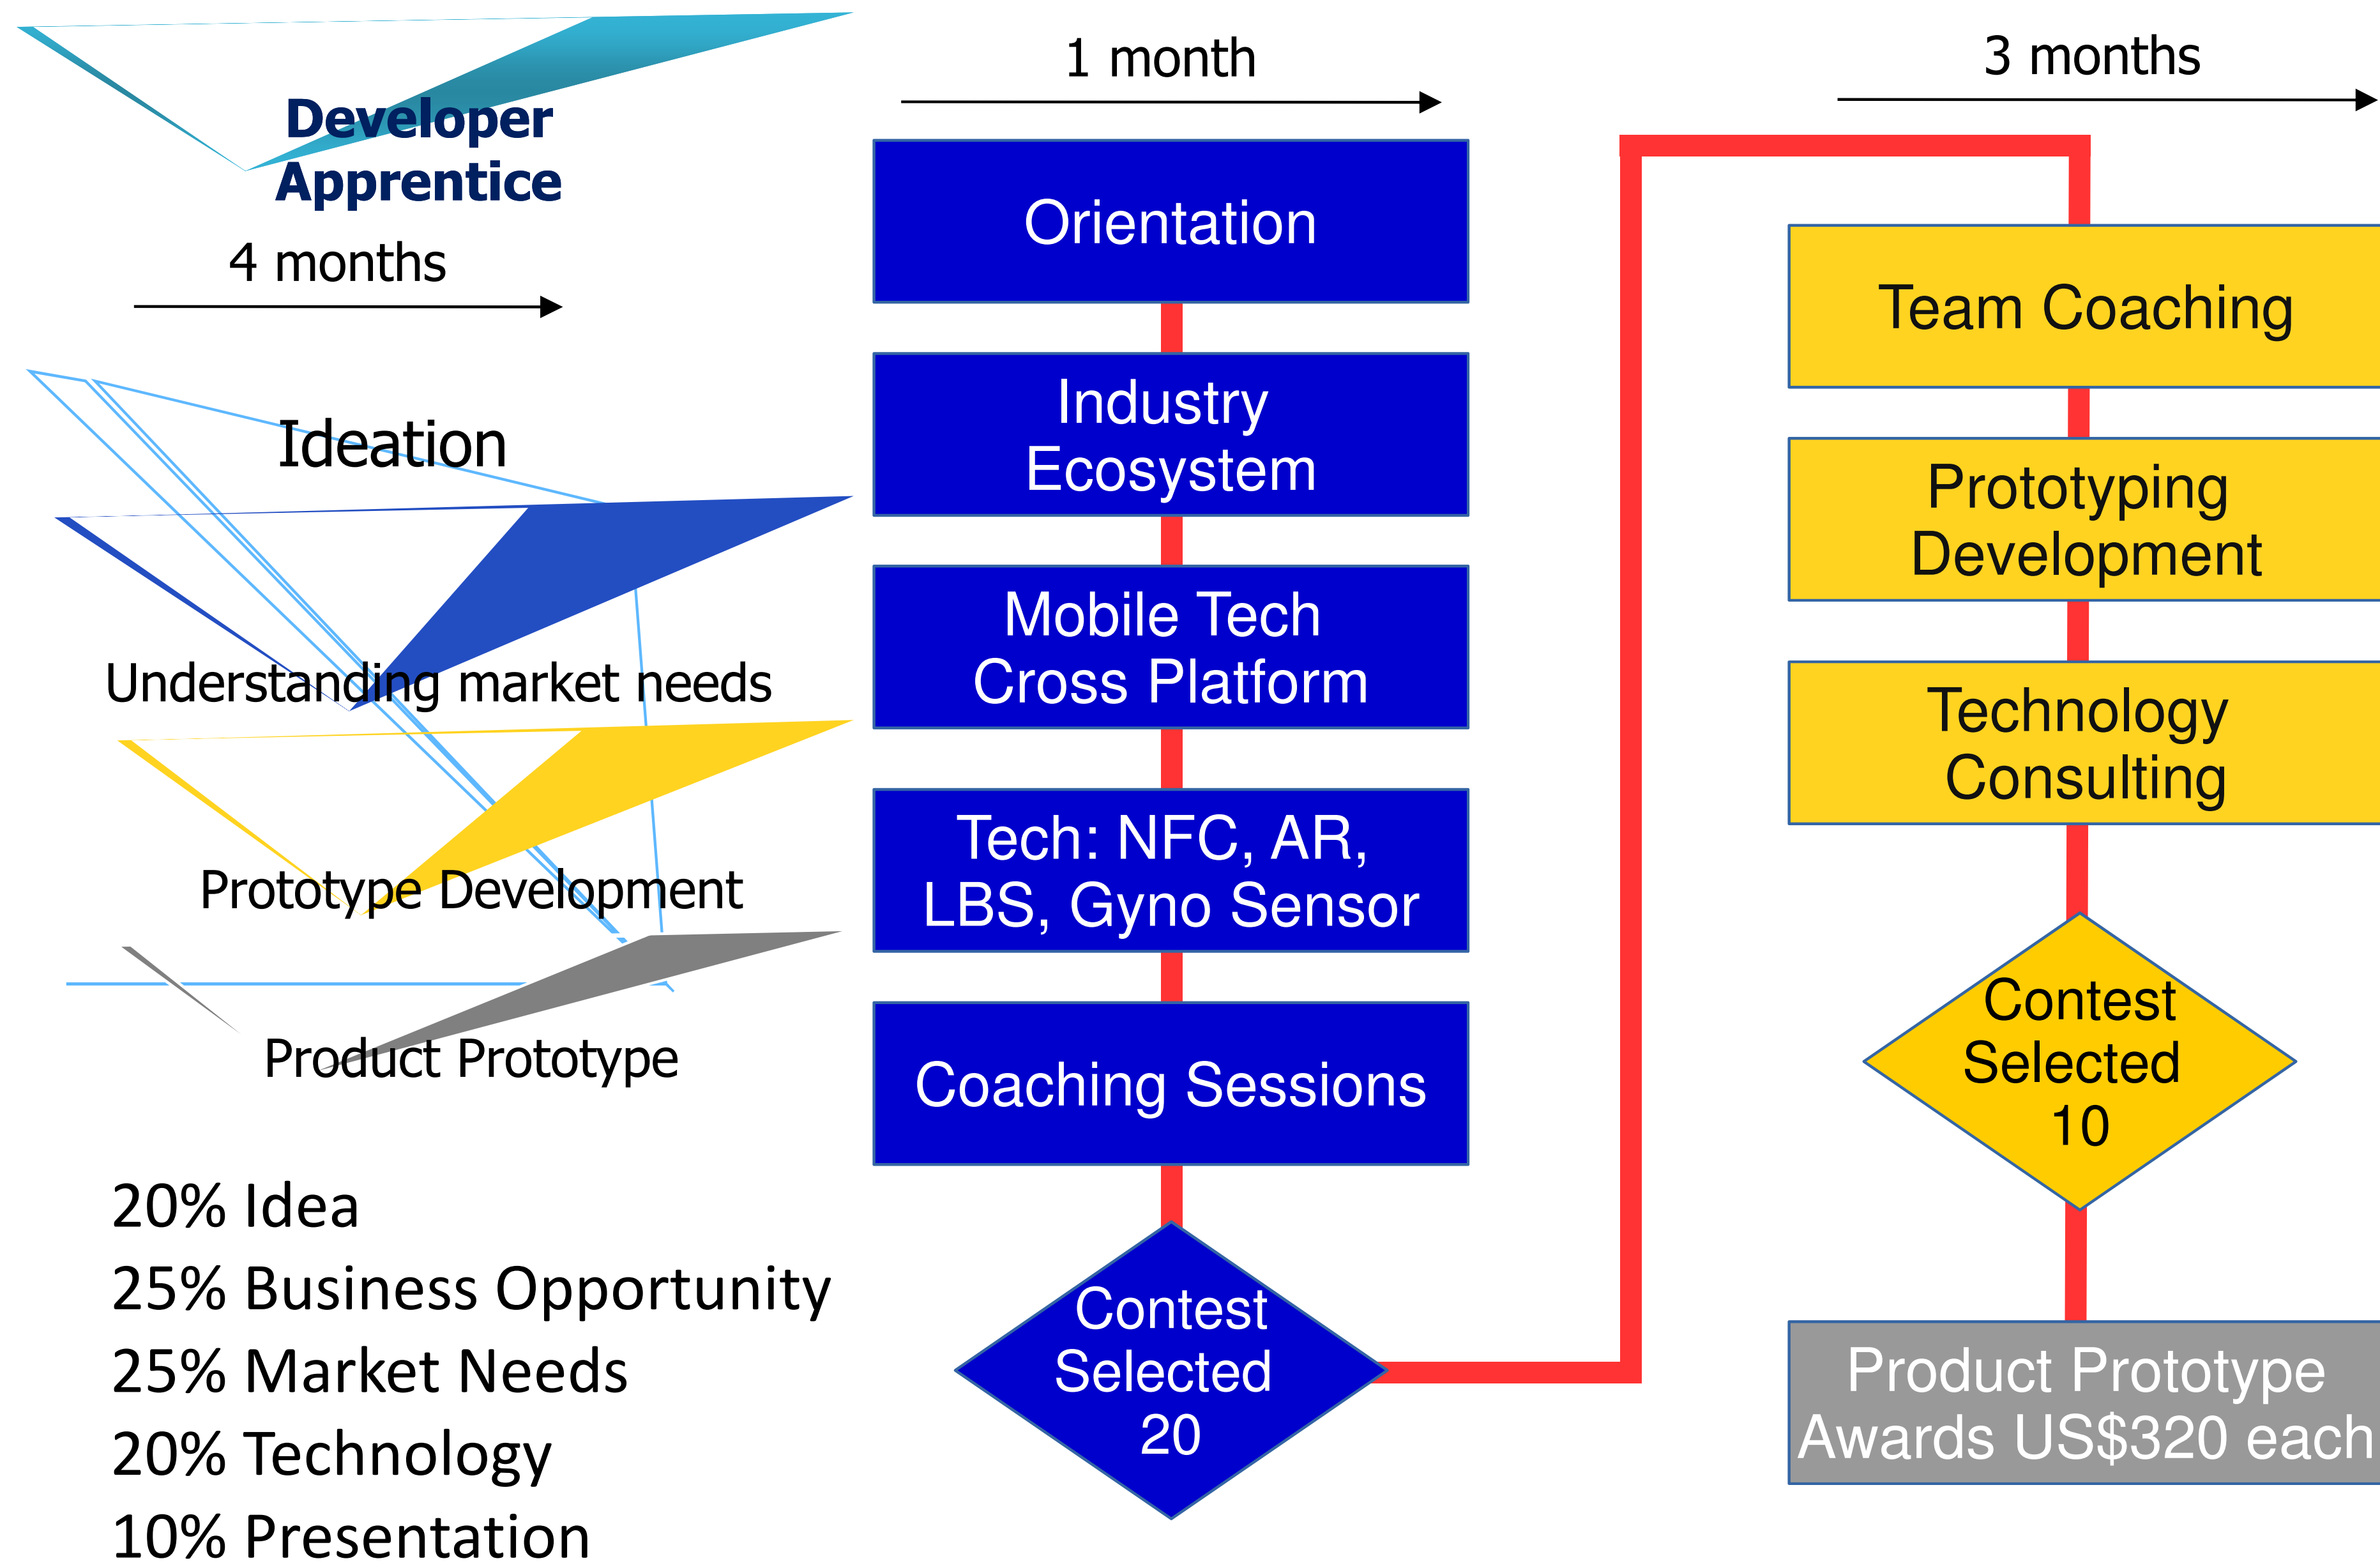 Developer
Apprentice
4 months
Ideation
Understanding market needs
Prototype Development
Product Prototype
20% Idea
25% Business Opportunity
25% Market Needs
20% Technology
10% Presentation
1 month
Orientation
Industry
Ecosystem
Mobile Tech
Cross Platform
Tech: NFC, AR,
LBS, Gyno Sensor
Coaching Sessions
Contest
Selected
20
3 months
Team Coaching
Prototyping
Development
Technology
Consulting
Contest
Selected
10
Product Prototype
Awards US$320 each